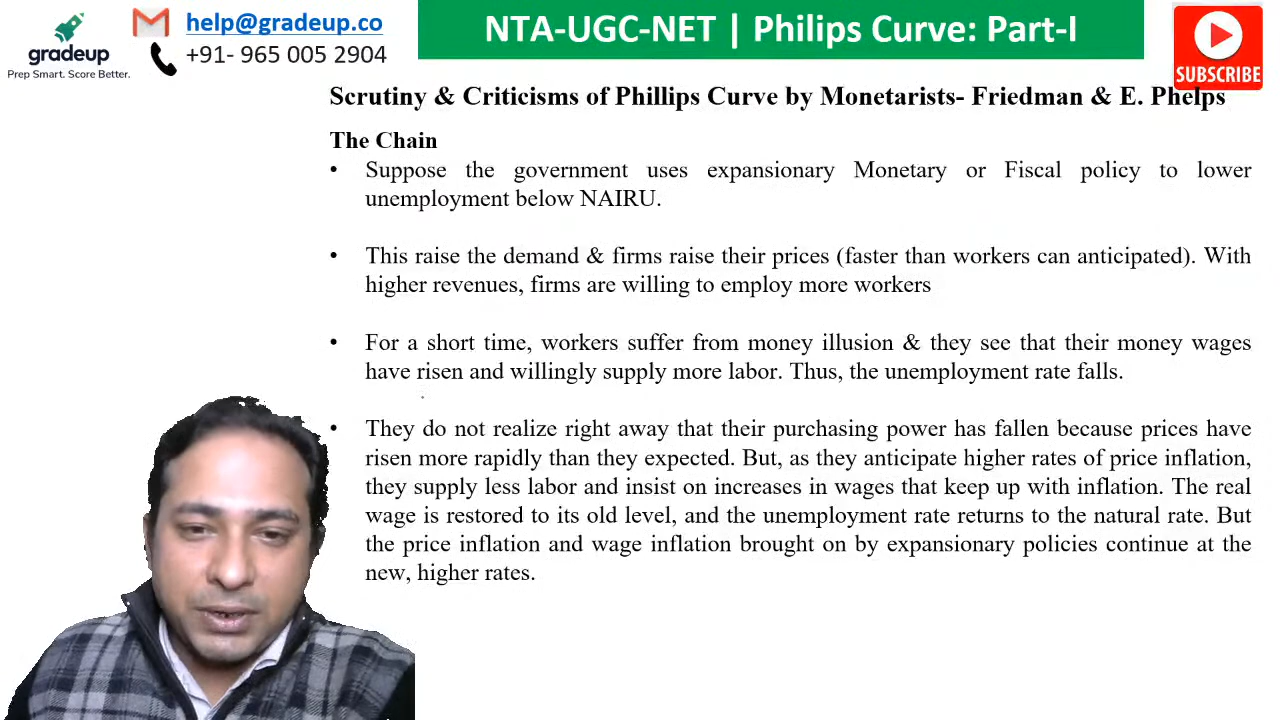 gradeup
Prep Smart. Score Better.
help@gradeup.co
+91- 965 005 2904
NTA-UGC-NET | Philips Curve: Part-I
SUBSCRIBE
Scrutiny & Criticisms of Phillips Curve by Monetarists- Friedman & E. Phelps
The Chain
• Suppose the government uses expansionary Monetary or Fiscal policy to lower
unemployment below NAIRU.
• This raise the demand & firms raise their prices (faster than workers can anticipated). With
higher revenues, firms are willing to employ more workers
• For a short time, workers suffer from money illusion & they see that their money wages
have risen and willingly supply more labor. Thus, the unemployment rate falls.
• They do not realize right away that their purchasing power has fallen because prices have
risen more rapidly than they expected. But, as they anticipate higher rates of price inflation,
they supply less labor and insist on increases in wages that keep up with inflation. The real
wage is restored to its old level, and the unemployment rate returns to the natural rate. But
the price inflation and wage inflation brought on by expansionary policies continue at the
new, higher rates.